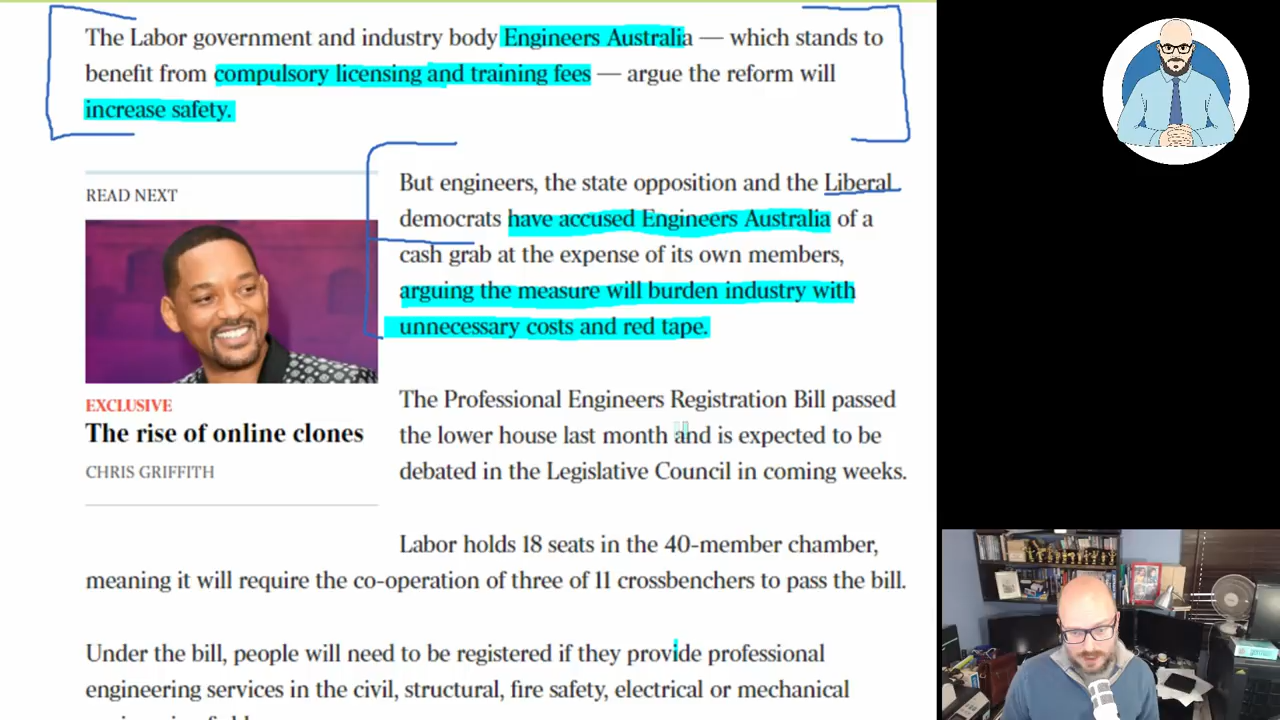 The Labor government and industry body Engineers Australia — which stands to
benefit from compulsory licensing and training fees — argue the reform will
increase safety.
READ NEXT
EXCLUSIVE
The rise of online clones
CHRIS GRIFFITH
But engineers, the state opposition and the Liberal
democrats have accused Engineers Australia of a
cash grab at the expense of its own members,
arguing the measure will burden industry with
unnecessary costs and red tape.
The Professional Engineers Registration Bill passed
the lower house last month and is expected to be
debated in the Legislative Council in coming weeks.
Labor holds 18 seats in the 40-member chamber,
meaning it will require the co-operation of three of 11 crossbenchers to pass the bill.
Under the bill, people will need to be registered if they provide professional
engineering services in the civil, structural, fire safety, electrical or mechanical